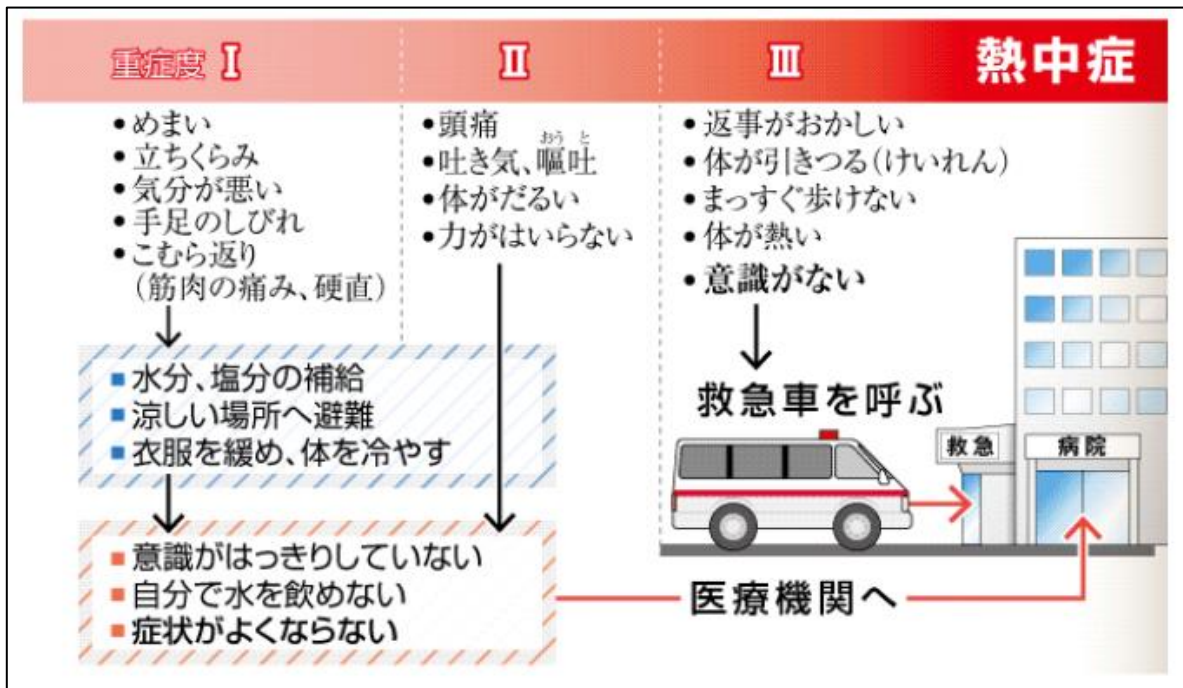 重症度 Ⅰ
Ⅱ
Ⅲ
熱中症
•めまい
•立ちくらみ
•気分が悪い
•手足のしびれ
•こむら返り
(筋肉の痛み、硬直)
•頭痛
おうと
•吐き気、嘔吐
•体がだるい
•力がはいらない
•返事がおかしい
•体が引きつる(けいれん)
•まっすぐ歩けない
•体が熱い
•意識がない
■水分、塩分の補給
■涼しい場所へ避難
■衣服を緩め、体を冷やす
救急車を呼ぶ
救急
病院
■意識がはっきりしていない
■自分で水を飲めない
■症状がよくならない
医療機関へ